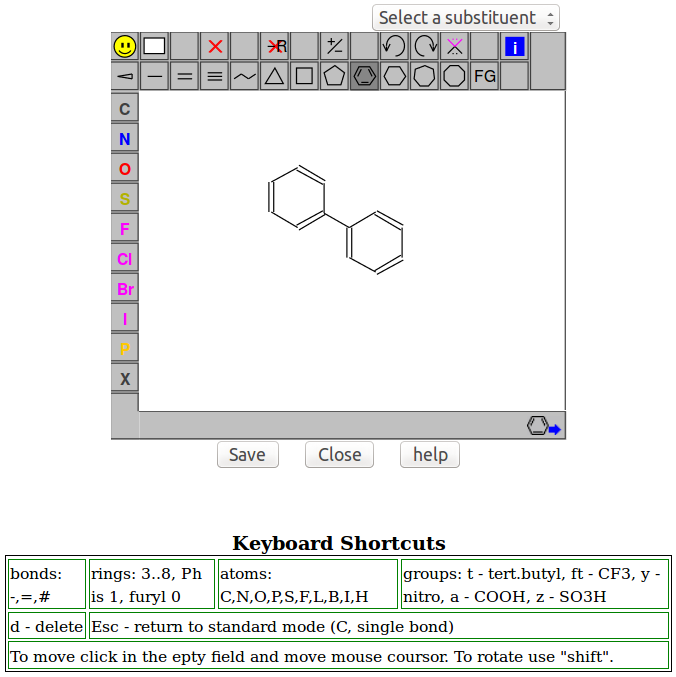 Select a substituent
R +/- i
FG
C
N
O
S
F
Cl
Br
I
P
X
Save Close help
Keyboard Shortcuts
bonds: rings: 3..8, Ph atoms: groups: t - tert.butyl, ft - CF3, y -
-,=,# is 1, furyl 0 C,N,O,P,S,F,L,B,I,H nitro, a - COOH, z - SO3H
d - delete Esc - return to standard mode (C, single bond)
To move click in the epty field and move mouse coursor. To rotate use "shift".